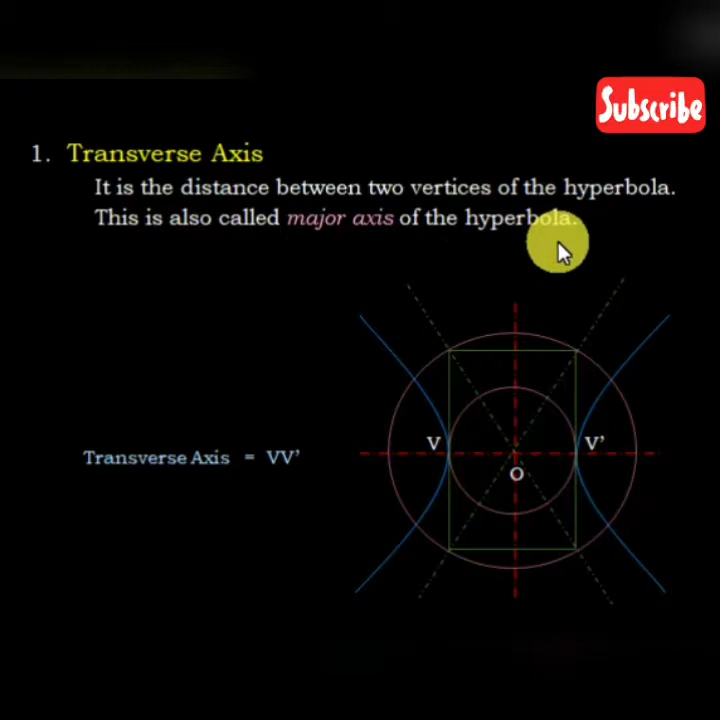 Subscribe
1. Transverse Axis
It is the distance between two vertices of the hyperbola.
This is also called major axis of the hyperbola.
V V'
Transverse Axis = VV'
O